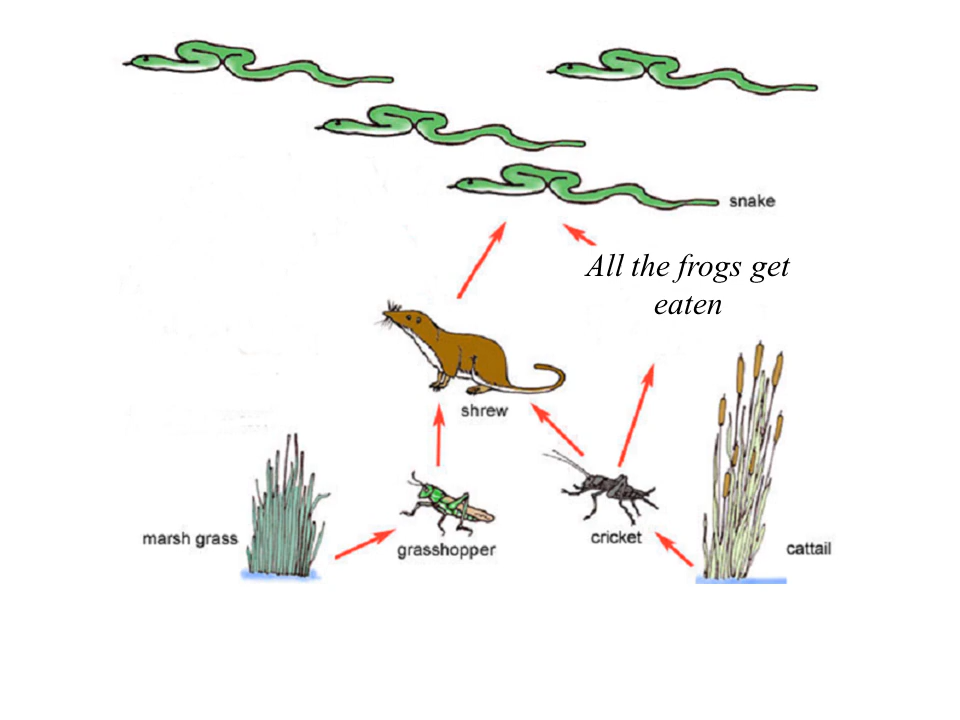 snake
All the frogs get
eaten
shrew
marsh grass
grasshopper
cricket
cattail